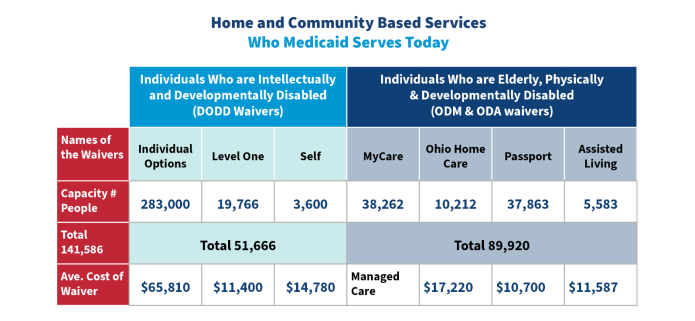 Home and Community Based Services
Who Medicaid Serves Today
Individuals Who are Intellectually
and Developmentally Disabled
(DODD Waivers)
Individuals Who are Elderly, Physically
& Developmentally Disabled
(ODM & ODA waivers)
Names of
the Waivers
Individual
Options
Level One
Self
MyCare
Ohio Home
Care
Passport
Assisted
Living
Capacity #
People
283,000
19,766
3,600
38,262
10,212
37,863
5,583
Total
141,586
Total 51,666
Total 89,920
Ave. Cost of
Waiver
$65,810
$11,400
$14,780
Managed
Care
$17,220
$10,700
$11,587